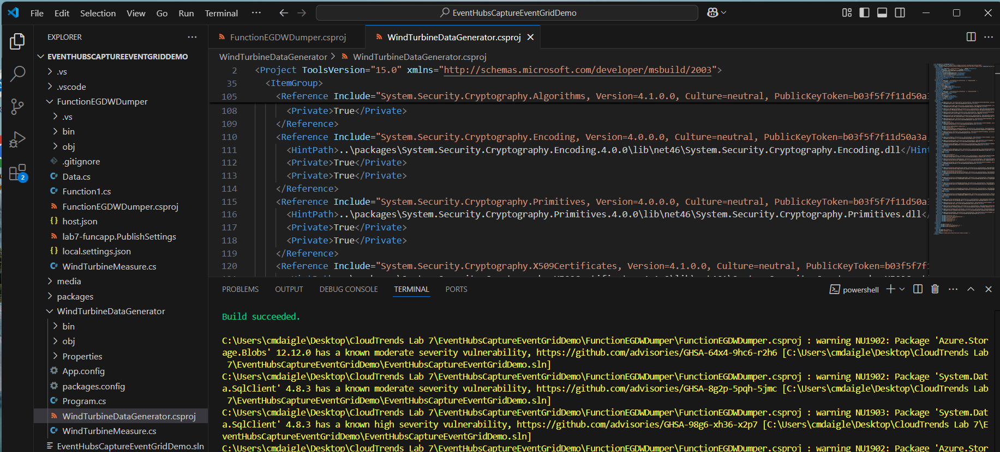 File Edit Selection View Go Run Terminal ··· EventHubsCaptureEventGridDemo
EXPLORER ···
EVENTHUBSCAPTUREEVENTGRIDDEMO
.vs
.vscode
FunctionEGDWDumper
.vs
bin
obj
.gitignore
Data.cs
Function1.cs
FunctionEGDWDumper.csproj
host.json
lab7-funcapp.PublishSettings
local.settings.json
WindTurbineMeasure.cs
media
packages
WindTurbineDataGenerator
bin
obj
Properties
App.config
packages.config
Program.cs
WindTurbineDataGenerator.csproj
WindTurbineMeasure.cs
EventHubsCaptureEventGridDemo.sln
2
FunctionEGDWDumper.csproj WindTurbineDataGenerator.csproj
WindTurbineDataGenerator > WindTurbineDataGenerator.csproj
2 <Project ToolsVersion="15.0" xmlns="http://schemas.microsoft.com/developer/msbuild/2003">
35 <ItemGroup>
105 <Reference Include="System.Security.Cryptography.Algorithms, Version=4.1.0.0, Culture=neutral, PublicKeyToken=b03f5f7f11d50a3
108 <Private>True</Private>
109 </Reference>
110 <Reference Include="System.Security.Cryptography.Encoding, Version=4.0.0.0, Culture=neutral, PublicKeyToken=b03f5f7f11d50a3a
111 <HintPath>..\packages\System.Security.Cryptography.Encoding.4.0.0\lib\net46\System.Security.Cryptography.Encoding.dll</Hint
112 <Private>True</Private>
113 <Private>True</Private>
114 </Reference>
115 <Reference Include="System.Security.Cryptography.Primitives, Version=4.0.0.0, Culture=neutral, PublicKeyToken=b03f5f7f11d50a3
116 <HintPath>..\packages\System.Security.Cryptography.Primitives.4.0.0\lib\net46\System.Security.Cryptography.Primitives.dll</
117 <Private>True</Private>
118 <Private>True</Private>
119 </Reference>
120 <Reference Include="System.Security.Cryptography.X509Certificates, Version=4.1.0.0, Culture=neutral, PublicKeyToken=b03f5f7f1
PROBLEMS OUTPUT DEBUG CONSOLE TERMINAL PORTS powershell
Build succeeded.
C:\Users\cmdaigle\Desktop\CloudTrends Lab 7\EventHubsCaptureEventGridDemo\FunctionEGDWDumper\FunctionEGDWDumper.csproj : warning NU1902: Package 'Azure.Stor
age.Blobs' 12.12.0 has a known moderate severity vulnerability, https://github.com/advisories/GHSA-64x4-9hc6-r2h6 [C:\Users\cmdaigle\Desktop\CloudTrends Lab
7\EventHubsCaptureEventGridDemo\EventHubsCaptureEventGridDemo.sln]
C:\Users\cmdaigle\Desktop\CloudTrends Lab 7\EventHubsCaptureEventGridDemo\FunctionEGDWDumper\FunctionEGDWDumper.csproj : warning NU1902: Package 'System.Dat
a.SqlClient' 4.8.3 has a known moderate severity vulnerability, https://github.com/advisories/GHSA-8g2p-5pqh-5jmc [C:\Users\cmdaigle\Desktop\CloudTrends Lab
7\EventHubsCaptureEventGridDemo\EventHubsCaptureEventGridDemo.sln]
C:\Users\cmdaigle\Desktop\CloudTrends Lab 7\EventHubsCaptureEventGridDemo\FunctionEGDWDumper\FunctionEGDWDumper.csproj : warning NU1903: Package 'System.Dat
a.SqlClient' 4.8.3 has a known high severity vulnerability, https://github.com/advisories/GHSA-98g6-xh36-x2p7 [C:\Users\cmdaigle\Desktop\CloudTrends Lab 7\E
ventHubsCaptureEventGridDemo\EventHubsCaptureEventGridDemo.sln]
C:\Users\cmdaigle\Desktop\CloudTrends Lab 7\EventHubsCaptureEventGridDemo\FunctionEGDWDumper\FunctionEGDWDumper.csproj : warning NU1902: Package 'Azure.Stor